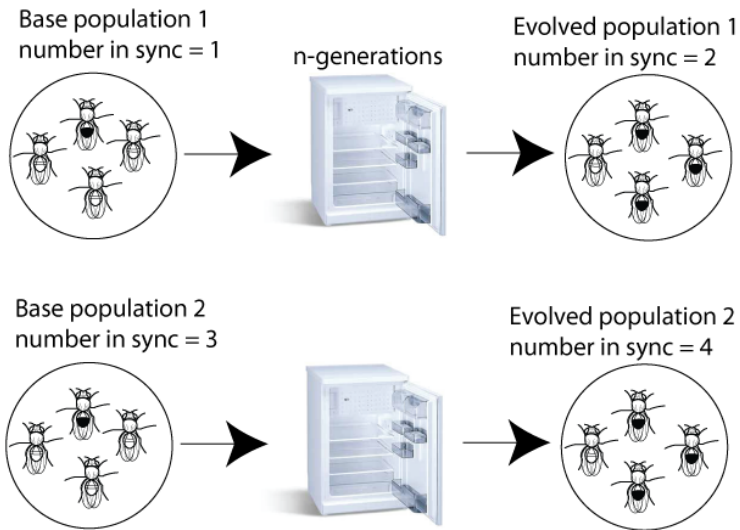 Base population 1
number in sync = 1
n-generations
Evolved population 1
number in sync = 2
Base population 2
number in sync = 3
Evolved population 2
number in sync = 4